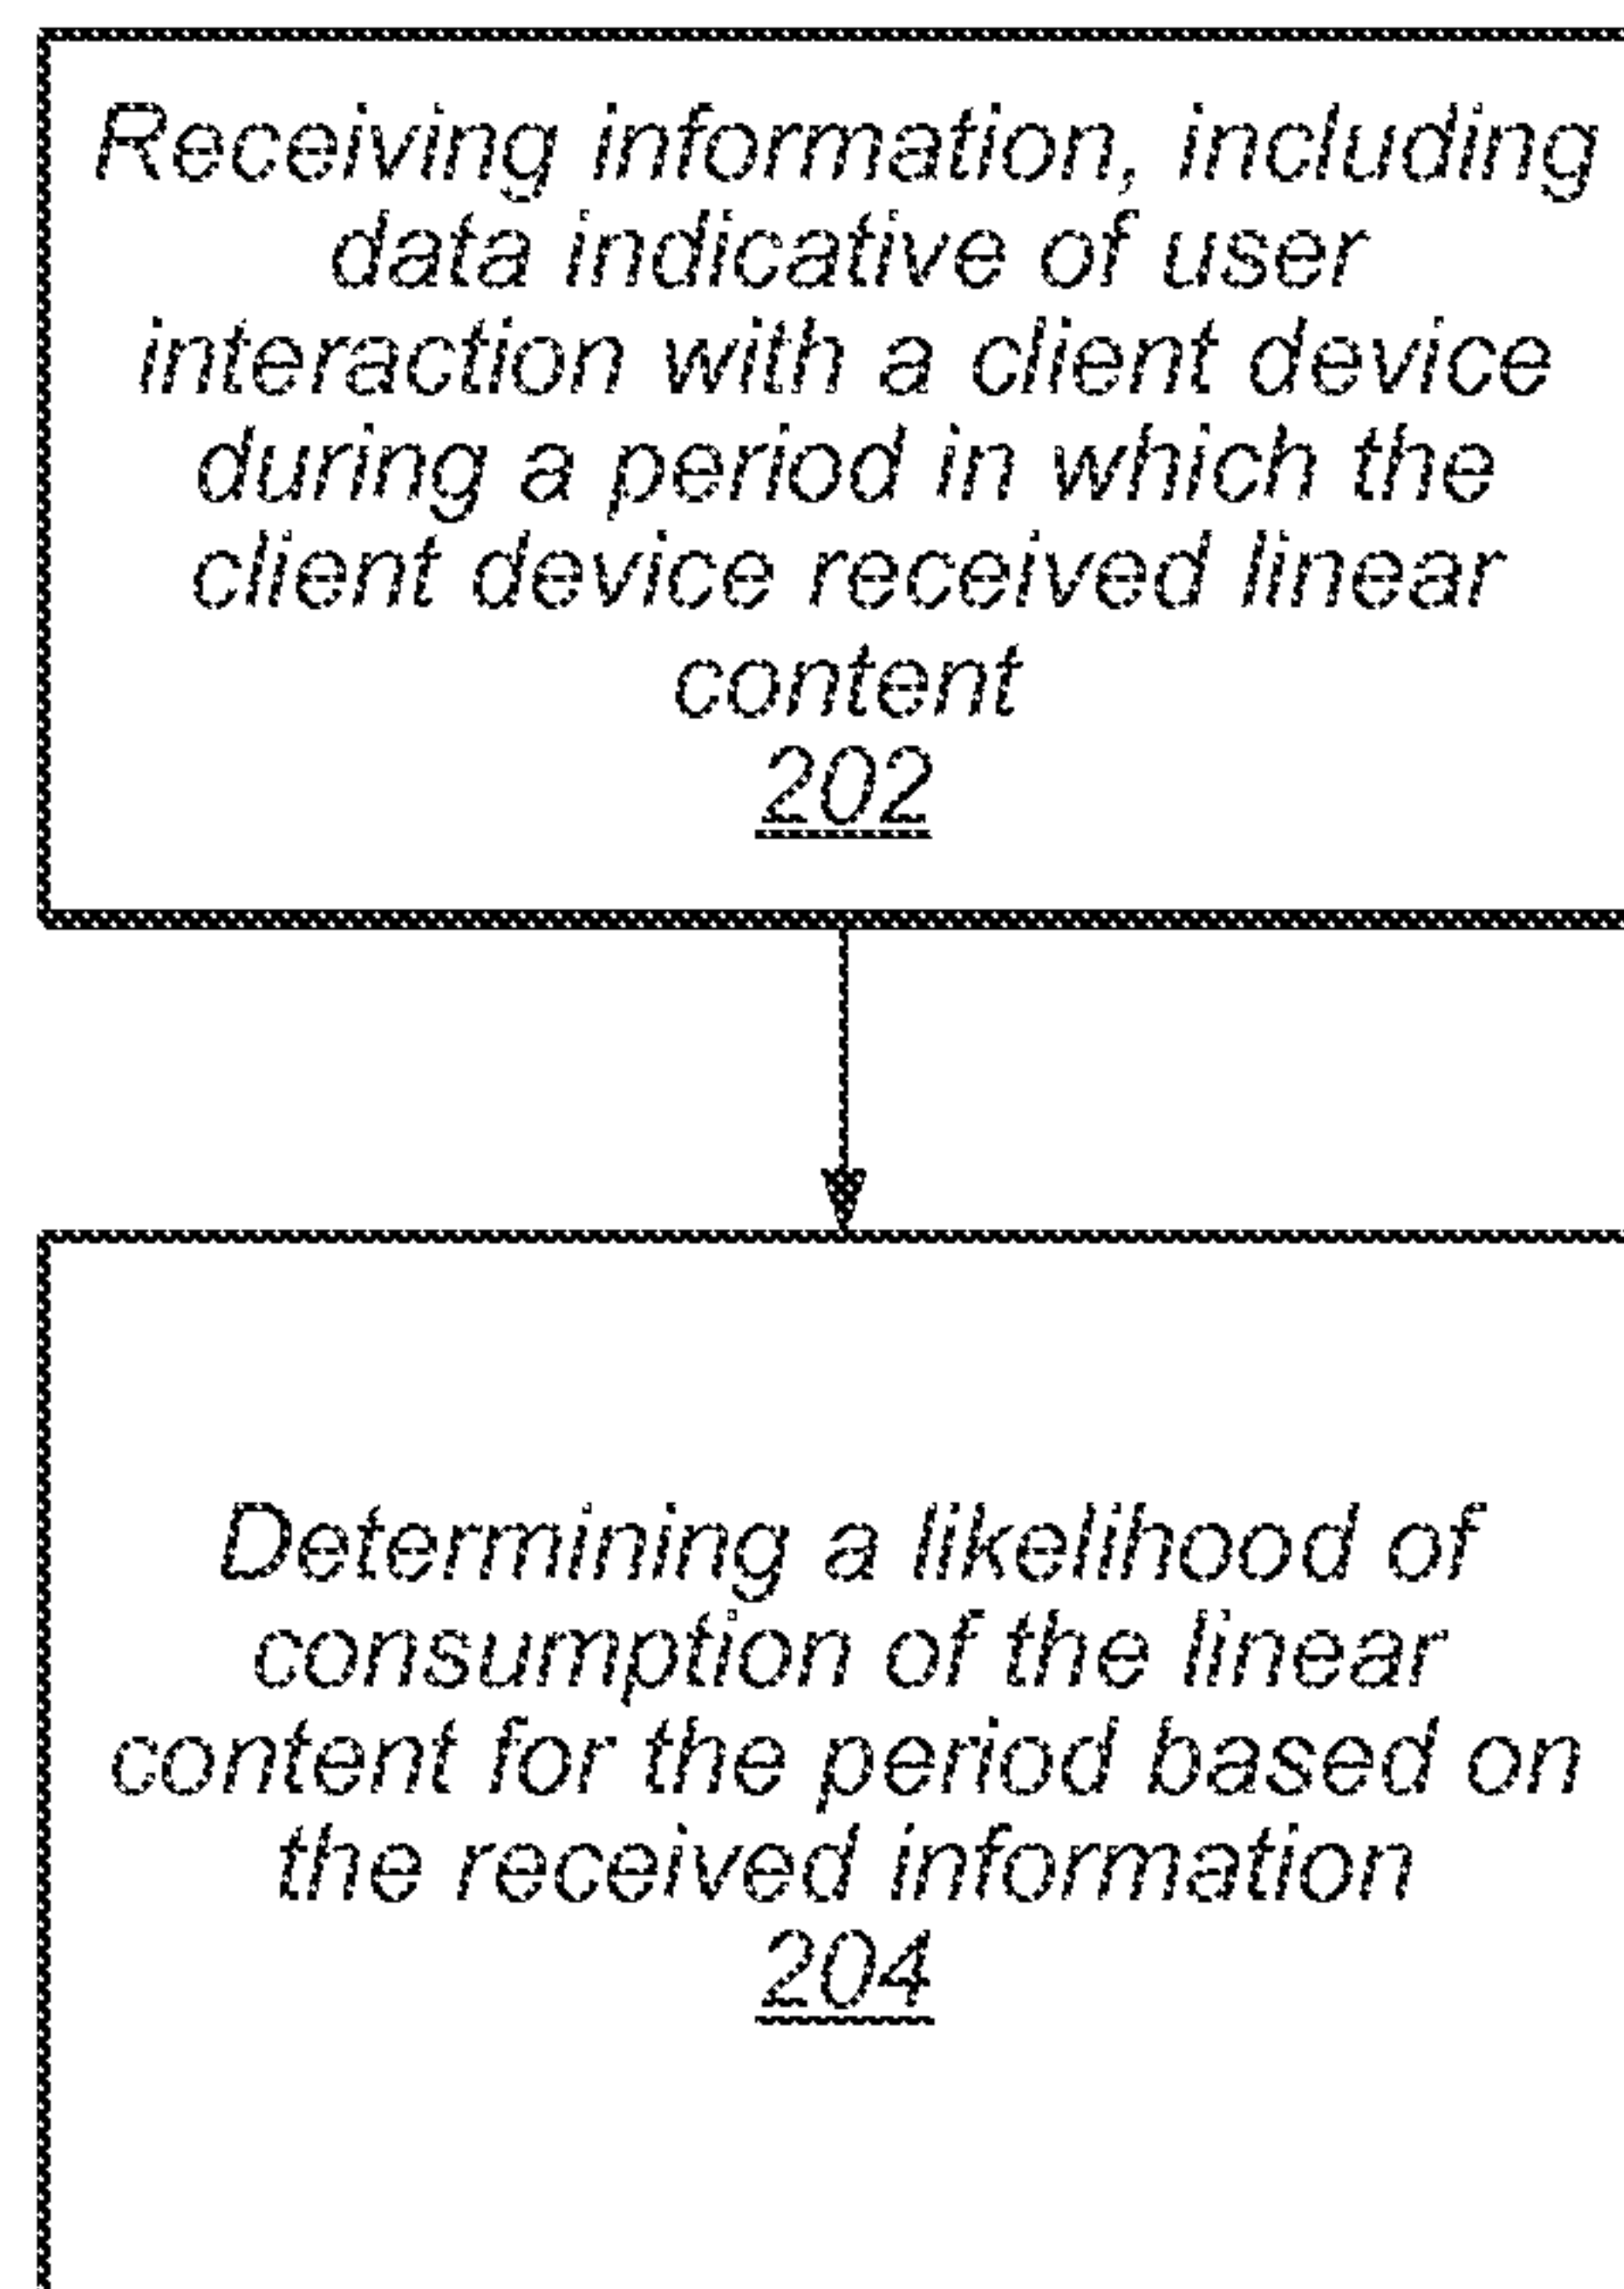 Receiving information, including
data indicative of user
interaction with a client device
during a period in which the
client device received linear
content
202
Determining a likelihood of
consumption of the linear
content for the period based on
the received information
204